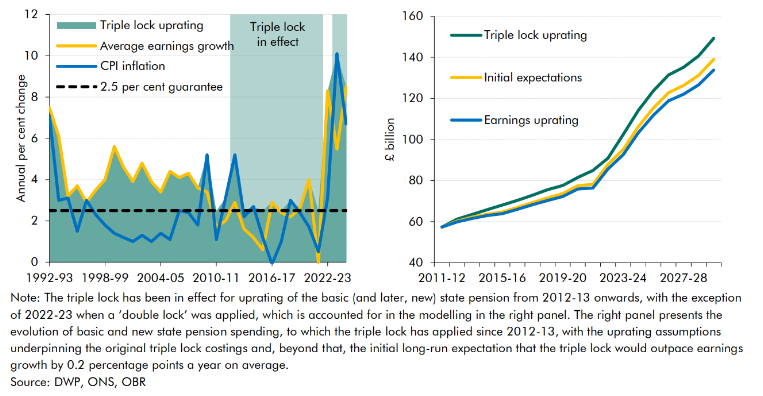 12
10
8
6
4
2
0
Annual per cent change
Triple lock uprating
Average earnings growth
CPI inflation
2.5 per cent guarantee
Triple lock
in effect
1992-93 1998-99 2004-05 2010-11 2016-17 2022-23
160
140
120
100
80
60
40
£ billion
Triple lock uprating
Initial expectations
Earnings uprating
2011-12 2015-16 2019-20 2023-24 2027-28
Note: The triple lock has been in effect for uprating of the basic (and later, new) state pension from 2012-13 onwards, with the exception
of 2022-23 when a ‘double lock’ was applied, which is accounted for in the modelling in the right panel. The right panel presents the
evolution of basic and new state pension spending, to which the triple lock has applied since 2012-13, with the uprating assumptions
underpinning the original triple lock costings and, beyond that, the initial long-run expectation that the triple lock would outpace earnings
growth by 0.2 percentage points a year on average.
Source: DWP, ONS, OBR